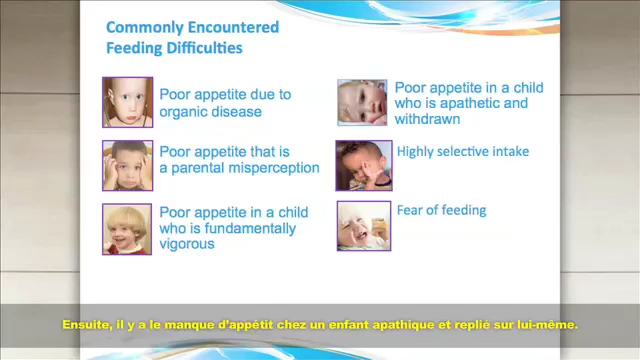 Commonly Encountered
Feeding Difficulties
Poor appetite due to
organic disease
Poor appetite that is
a parental misperception
Poor appetite in a child
who is fundamentally
vigorous
Poor appetite in a child
who is apathetic and
withdrawn
Highly selective intake
Fear of feeding
Ensuite, il y a le manque d'appétit chez un enfant apathique et replié sur lui-même.